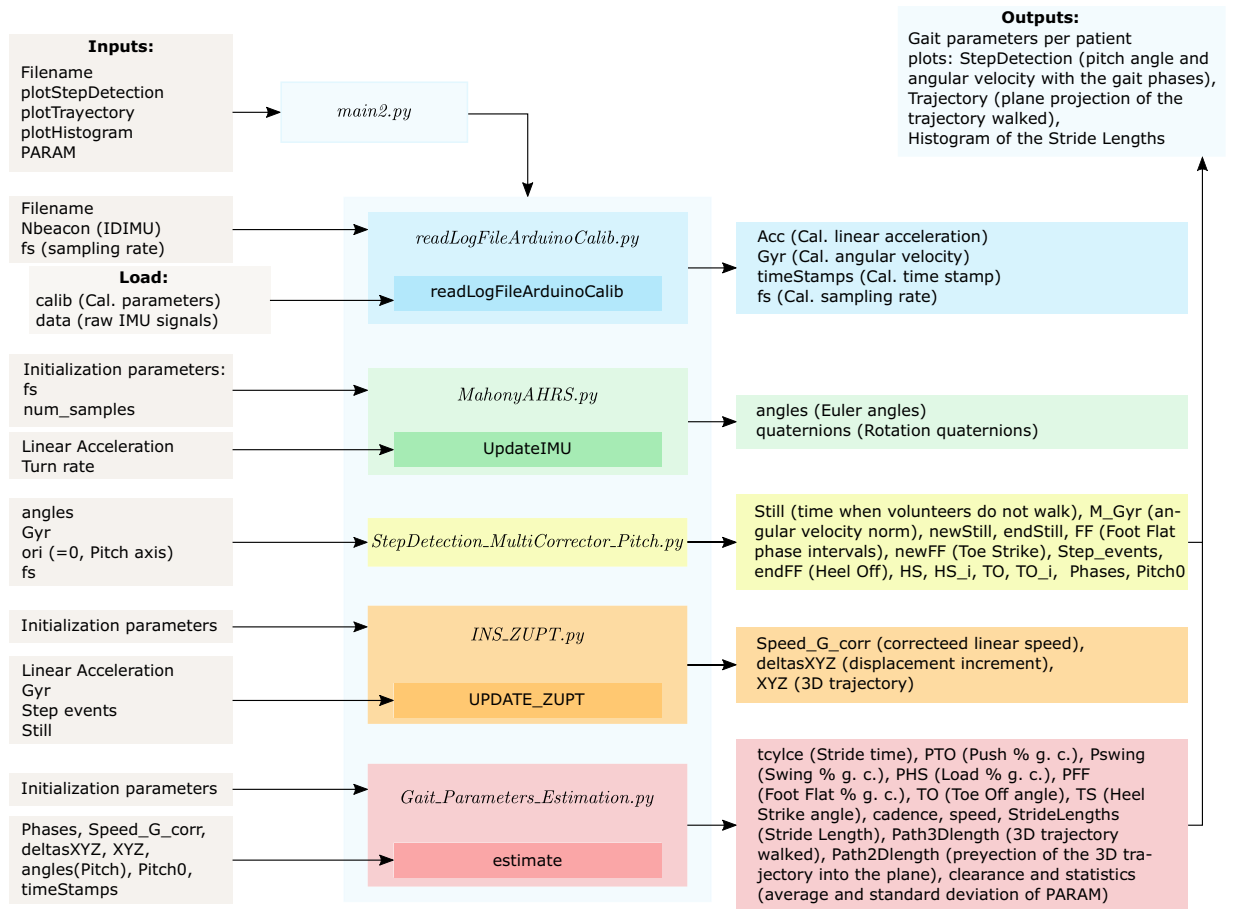 Inputs:
Filename
plotStepDetection
plotTrayectory
plotHistogram
PARAM
main2.py
Outputs:
Gait parameters per patient
plots: StepDetection (pitch angle and
angular velocity with the gait phases),
Trajectory (plane projection of the
trajectory walked),
Histogram of the Stride Lengths
Filename
Nbeacon (IDIMU)
fs (sampling rate)
Load:
calib (Cal. parameters)
data (raw IMU signals)
readLogFileArduinoCalib.py
readLogFileArduinoCalib
Acc (Cal. linear acceleration)
Gyr (Cal. angular velocity)
timeStamps (Cal. time stamp)
fs (Cal. sampling rate)
Initialization parameters:
fs
num_samples
Linear Acceleration
Turn rate
MahonyAHRS.py
UpdateIMU
angles (Euler angles)
quaternions (Rotation quaternions)
angles
Gyr
ori (=0, Pitch axis)
fs
StepDetection_MultiCorrector_Pitch.py
Still (time when volunteers do not walk), M_Gyr (an-
gular velocity norm), newStill, endStill, FF (Foot Flat
phase intervals), newFF (Toe Strike), Step_events,
endFF (Heel Off), HS, HS_i, TO, TO_i, Phases, Pitch0
Initialization parameters
Linear Acceleration
Gyr
Step events
Still
INS_ZUPT.py
UPDATE_ZUPT
Speed_G_corr (correcteed linear speed),
deltasXYZ (displacement increment),
XYZ (3D trajectory)
Initialization parameters
Phases, Speed_G_corr,
deltasXYZ, XYZ,
angles(Pitch), Pitch0,
timeStamps
Gait_Parameters_Estimation.py
estimate
tcylce (Stride time), PTO (Push % g. c.), Pswing
(Swing % g. c.), PHS (Load % g. c.), PFF
(Foot Flat % g. c.), TO (Toe Off angle), TS (Heel
Strike angle), cadence, speed, StrideLengths
(Stride Length), Path3Dlength (3D trajectory
walked), Path2Dlength (preyection of the 3D tra-
jectory into the plane), clearance and statistics
(average and standard deviation of PARAM)